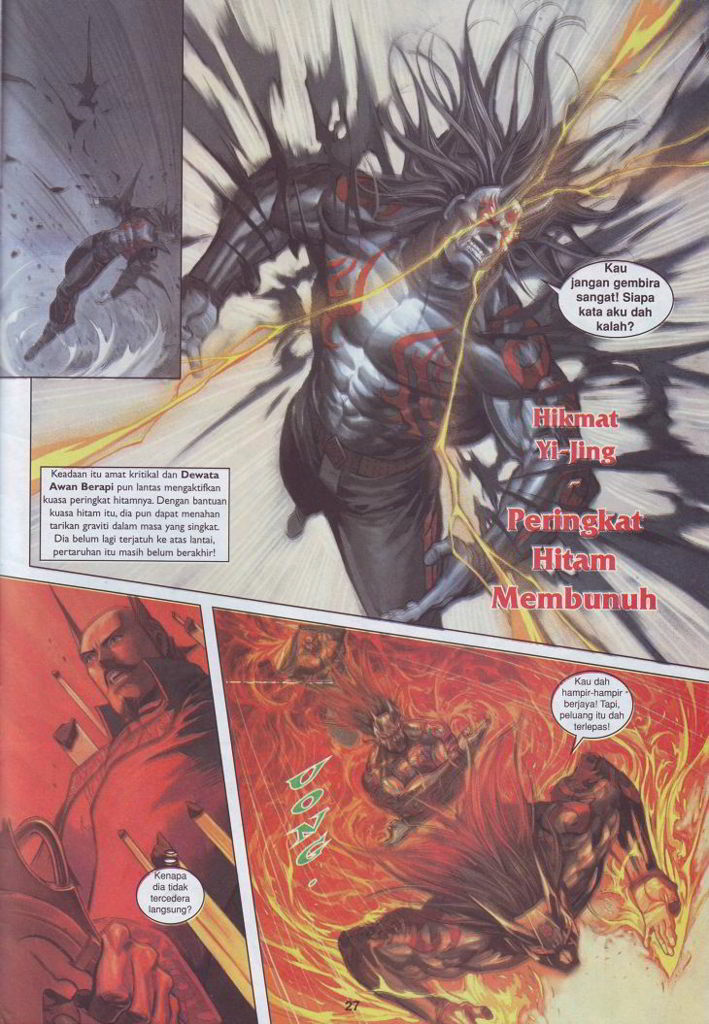 Kau
jangan gembira
sangat! Siapa
kata aku dah
kalah?
Hikmat
Yi-Jing
-
Peringkat
Hitam
Membunuh
Keadaan itu amat kritikal dan Dewata
Awan Berapi pun lantas mengaktifkan
kuasa peringkat hitamnya. Dengan bantuan
kuasa hitam itu, dia pun dapat menahan
tarikan graviti dalam masa yang singkat.
Dia belum lagi terjatuh ke atas lantai,
pertaruhan itu masih belum berakhir!
Kenapa
dia tidak
tercedera
langsung?
Kau dah
hampir-hampir
berjaya! Tapi,
peluang itu dah
terlepas!
UONG.
27